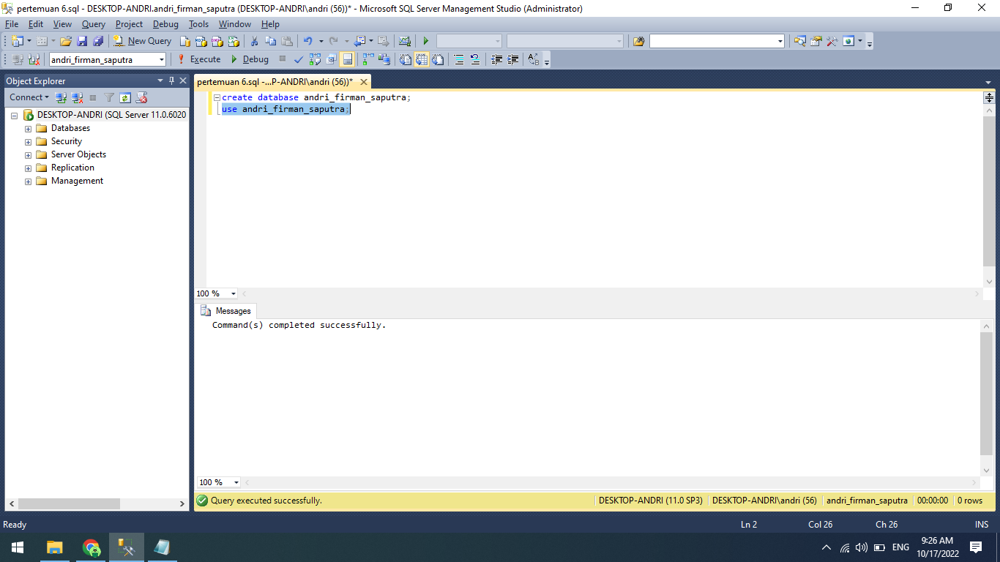 pertemuan 6.sql - DESKTOP-ANDRI.andri_firman_saputra (DESKTOP-ANDRI\andri (56))* - Microsoft SQL Server Management Studio (Administrator)
File Edit View Query Project Debug Tools Window Help
New Query
andri_firman_saputra Execute Debug
Object Explorer
pertemuan 6.sql -...P-ANDRI\andri (56))*
Connect
create database andri_firman_saputra;
use andri_firman_saputra;
DESKTOP-ANDRI (SQL Server 11.0.6020
Databases
Security
Server Objects
Replication
Management
100 %
Messages
Command(s) completed successfully.
100 %
Query executed successfully. DESKTOP-ANDRI (11.0 SP3) DESKTOP-ANDRI\andri (56) andri_firman_saputra 00:00:00 0 rows
Ready Ln 2 Col 26 Ch 26 INS
ENG
9:26 AM
10/17/2022